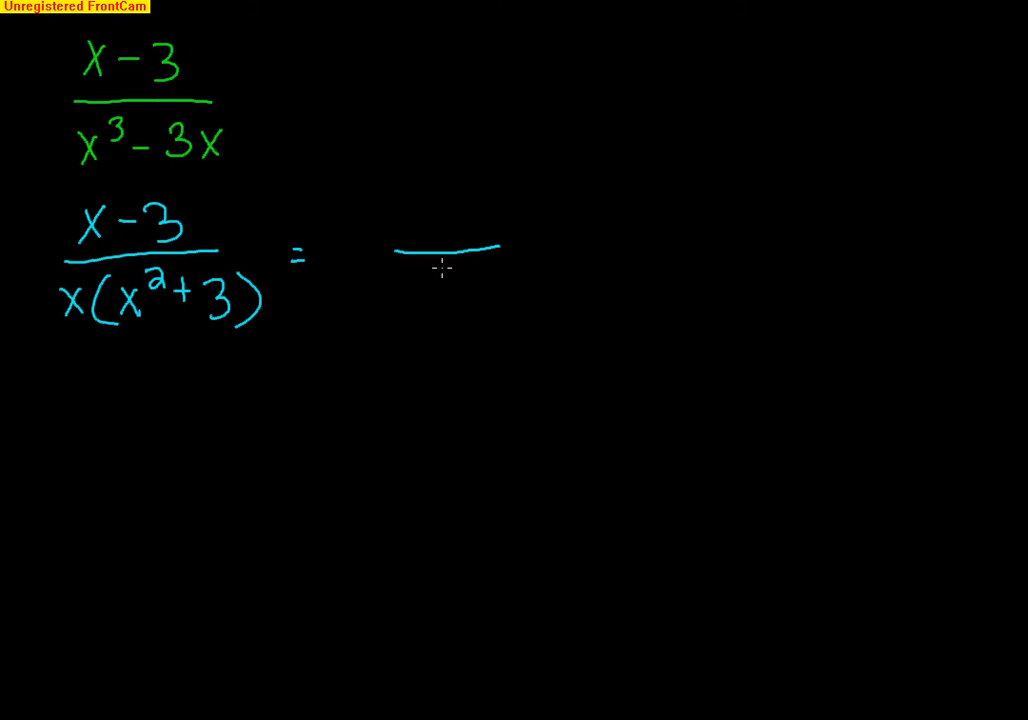 Unregistered FrontCam
x - 3
x³ - 3x
x - 3 =
x(x² + 3)